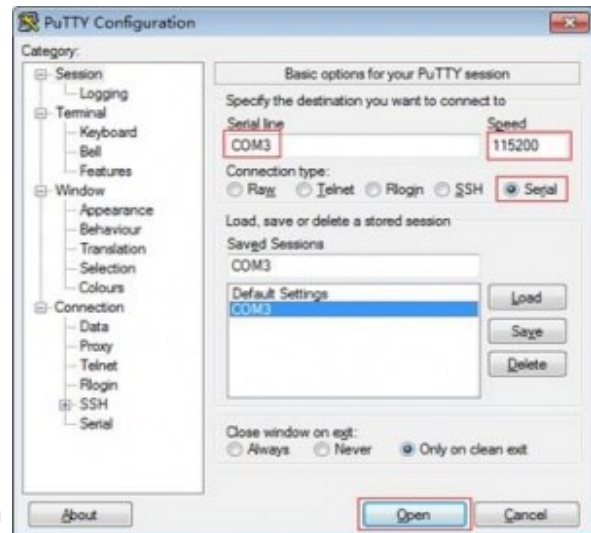 PuTTY Configuration
Category:
Session
Logging
Terminal
Keyboard
Bell
Features
Window
Appearance
Behaviour
Translation
Selection
Colours
Connection
Data
Proxy
Telnet
Rlogin
SSH
Serial
Basic options for your PuTTY session
Specify the destination you want to connect to
Serial line Speed
COM3 115200
Connection type:
Raw Telnet Rlogin SSH Serial
Load, save or delete a stored session
Saved Sessions
COM3
Default Settings
COM3
Load
Save
Delete
Close window on exit:
Always Never Only on clean exit
About Open Cancel